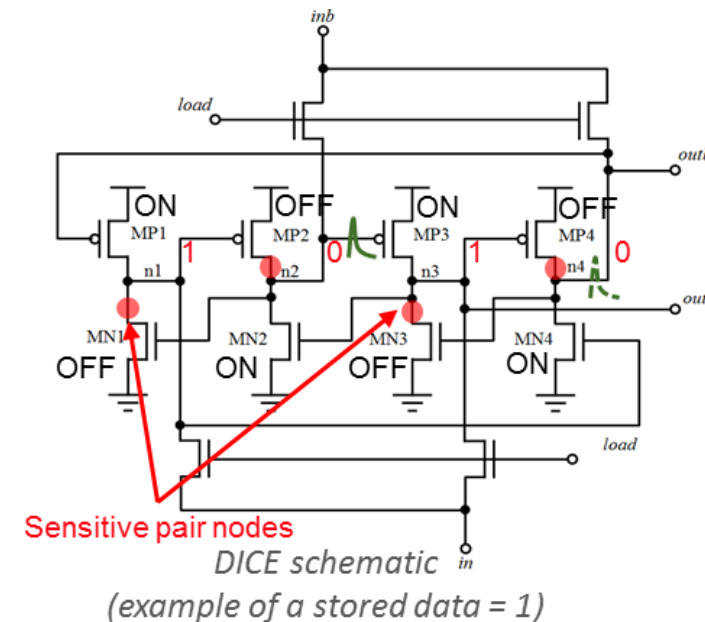 inb
load
outb
ON OFF ON OFF
MP1 1 MP2 0 MP3 1 MP4 0
n1 n2 n3 n4
out
MN1 MN2 MN3 MN4
OFF ON OFF ON
load
Sensitive pair nodes
in
DICE schematic
(example of a stored data = 1)